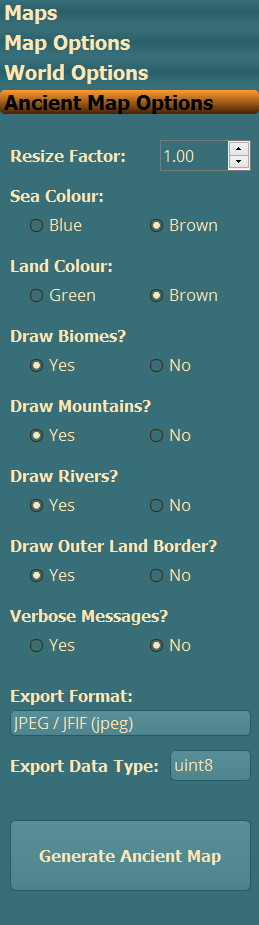 Maps
Map Options
World Options
Ancient Map Options
Resize Factor: 1.00
Sea Colour:
Blue Brown
Land Colour:
Green Brown
Draw Biomes?
Yes No
Draw Mountains?
Yes No
Draw Rivers?
Yes No
Draw Outer Land Border?
Yes No
Verbose Messages?
Yes No
Export Format:
JPEG / JFIF (jpeg)
Export Data Type: uint8
Generate Ancient Map